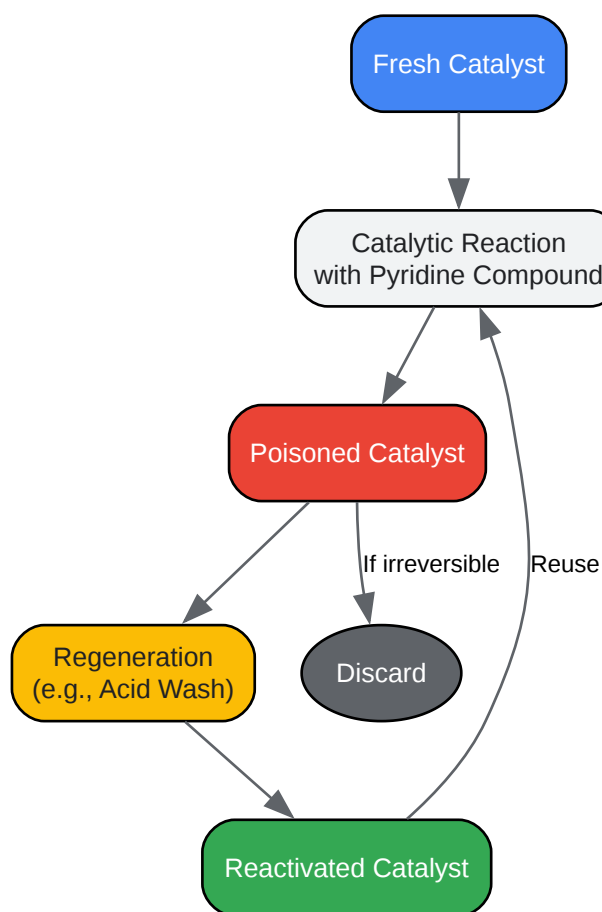 Fresh Catalyst
Catalytic Reaction
with Pyridine Compound
Poisoned Catalyst
If irreversible
Reuse
Regeneration
(e.g., Acid Wash)
Discard
Reactivated Catalyst